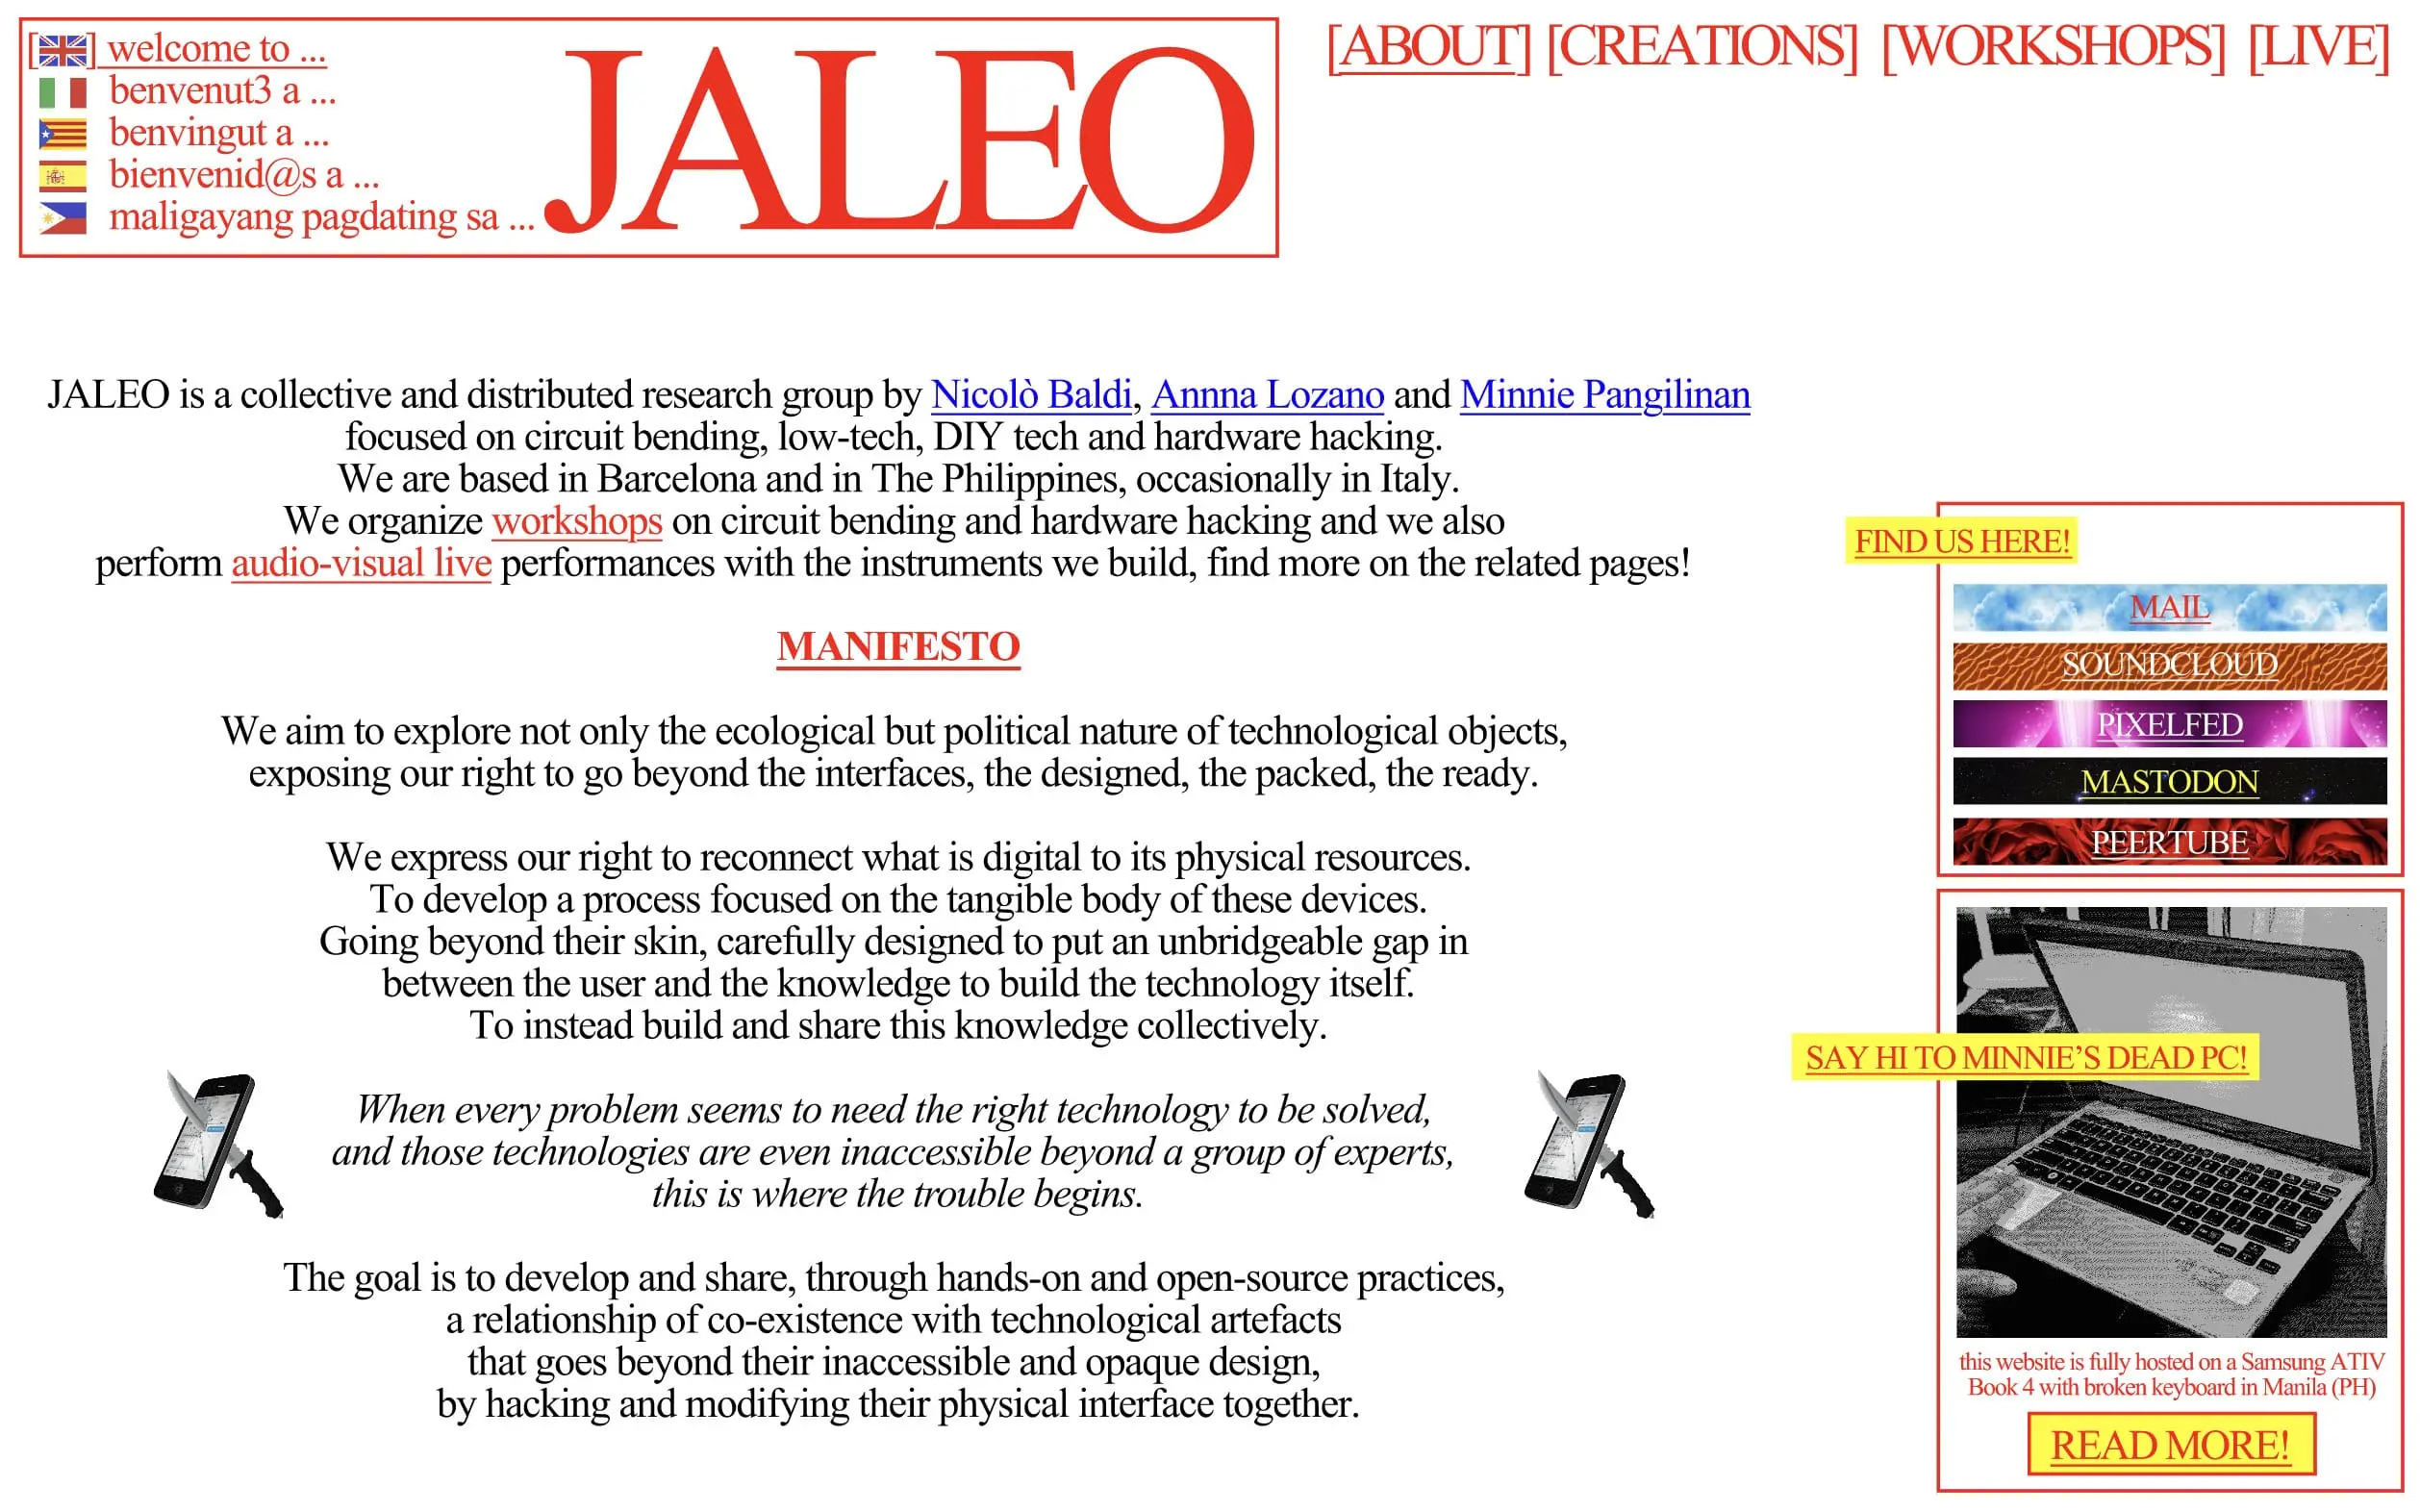 [🇬🇧] welcome to ...
benvenut3 a ...
benvingut a ...
bienvenid@s a ...
maligayang pagdating sa ...
JALEO
[ABOUT] [CREATIONS] [WORKSHOPS] [LIVE]
JALEO is a collective and distributed research group by Nicolò Baldi, Annna Lozano and Minnie Pangilinan
focused on circuit bending, low-tech, DIY tech and hardware hacking.
We are based in Barcelona and in The Philippines, occasionally in Italy.
We organize workshops on circuit bending and hardware hacking and we also
perform audio-visual live performances with the instruments we build, find more on the related pages!
MANIFESTO
We aim to explore not only the ecological but political nature of technological objects,
exposing our right to go beyond the interfaces, the designed, the packed, the ready.
We express our right to reconnect what is digital to its physical resources.
To develop a process focused on the tangible body of these devices.
Going beyond their skin, carefully designed to put an unbridgeable gap in
between the user and the knowledge to build the technology itself.
To instead build and share this knowledge collectively.
When every problem seems to need the right technology to be solved,
and those technologies are even inaccessible beyond a group of experts,
this is where the trouble begins.
The goal is to develop and share, through hands-on and open-source practices,
a relationship of co-existence with technological artefacts
that goes beyond their inaccessible and opaque design,
by hacking and modifying their physical interface together.
FIND US HERE!
MAIL
SOUNDCLOUD
PIXELFED
MASTODON
PEERTUBE
SAY HI TO MINNIE’S DEAD PC!
this website is fully hosted on a Samsung ATIV
Book 4 with broken keyboard in Manila (PH)
READ MORE!